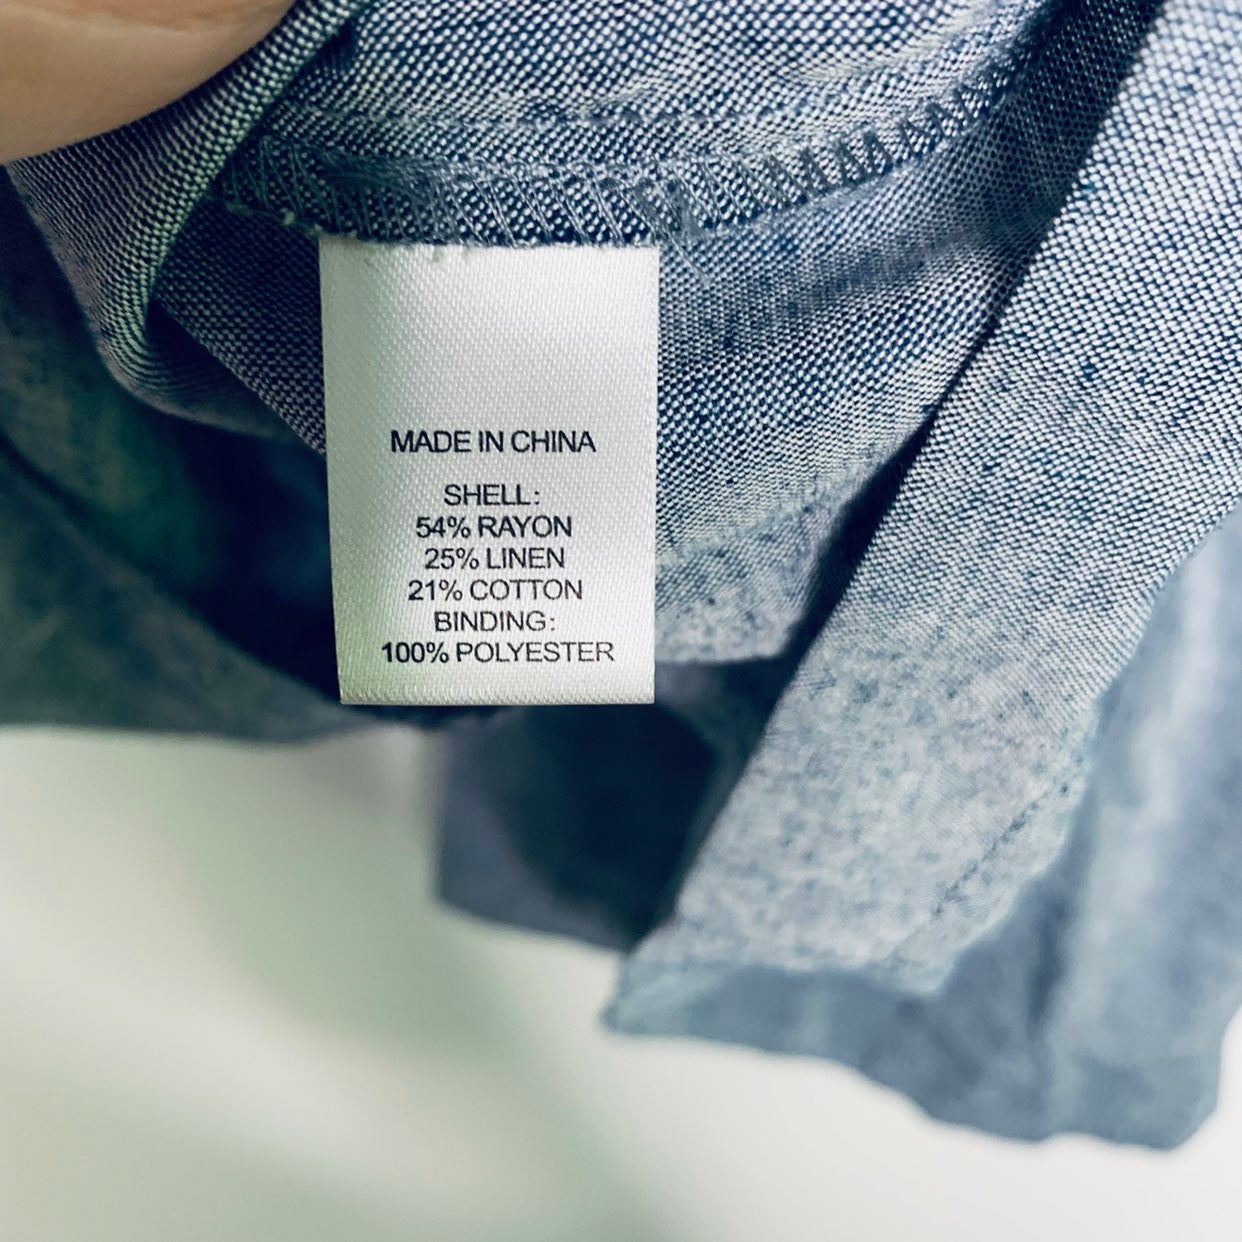 MADE IN CHINA
SHELL:
54% RAYON
25% LINEN
21% COTTON
BINDING:
100% POLYESTER